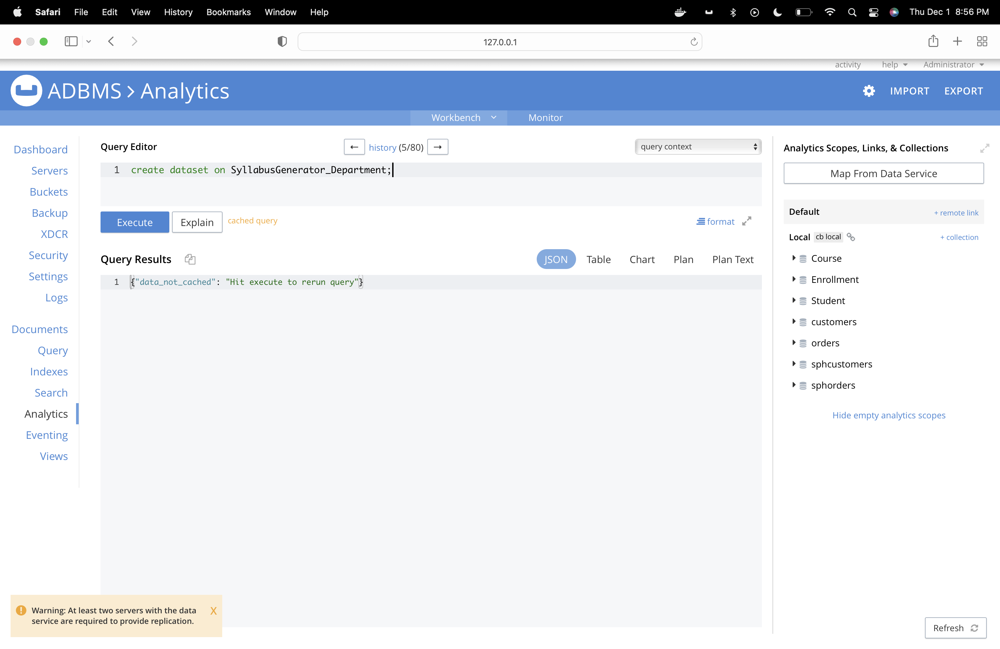 Safari File Edit View History Bookmarks Window Help Thu Dec 1 8:56 PM
127.0.0.1
activity help Administrator
ADBMS > Analytics IMPORT EXPORT
Workbench Monitor
Dashboard
Servers
Buckets
Backup
XDCR
Security
Settings
Logs
Documents
Query
Indexes
Search
Analytics
Eventing
Views
Query Editor history (5/80) query context
1 create dataset on SyllabusGenerator_Department;
Execute Explain cached query format
Query Results JSON Table Chart Plan Plan Text
1 {"data_not_cached": "Hit execute to rerun query"}
Analytics Scopes, Links, & Collections
Map From Data Service
Default + remote link
Local cb local + collection
Course
Enrollment
Student
customers
orders
sphcustomers
sphorders
Hide empty analytics scopes
Warning: At least two servers with the data X
service are required to provide replication.
Refresh